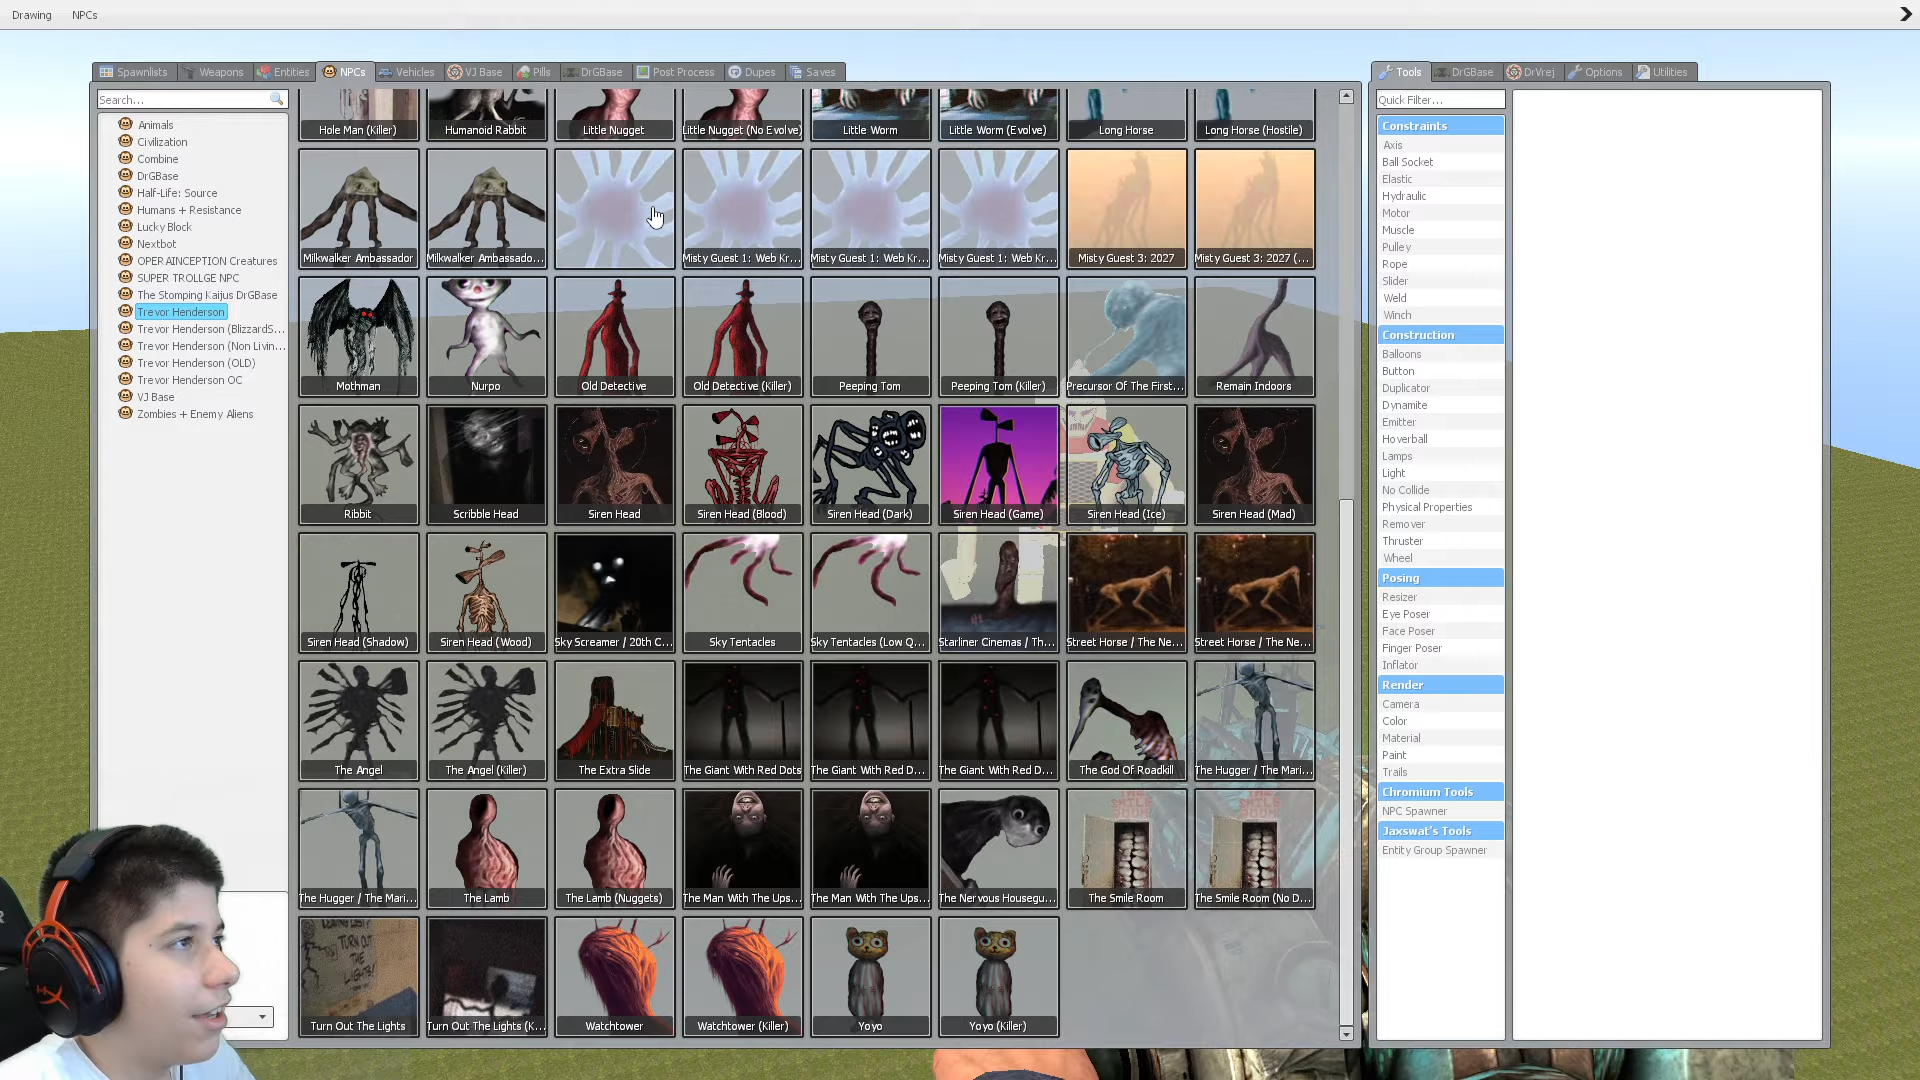 Drawing NPCs
Spawnlists Weapons Entities NPCs Vehicles VJ Base Pills DrGBase Post Process Dupes Saves
Tools DrGBase DrVrej Options Utilities
Search...
Animals
Civilization
Combine
DrGBase
Half-Life: Source
Humans + Resistance
Lucky Block
Nextbot
OPERAINCEPTION Creatures
SUPER TROLLGE NPC
The Stomping Kaijus DrGBase
Trevor Henderson
Trevor Henderson (BlizzardS...
Trevor Henderson (Non Livin...
Trevor Henderson (OLD)
Trevor Henderson OC
VJ Base
Zombies + Enemy Aliens
Hole Man (Killer) Humanoid Rabbit Little Nugget Little Nugget (No Evolve) Little Worm Little Worm (Evolve) Long Horse Long Horse (Hostile)
Milkwalker Ambassador Milkwalker Ambassado... Misty Guest 1: Web Kr... Misty Guest 1: Web Kr... Misty Guest 1: Web Kr... Misty Guest 3: 2027 Misty Guest 3: 2027 (...
Mothman Nurpo Old Detective Old Detective (Killer) Peeping Tom Peeping Tom (Killer) Precursor Of The First... Remain Indoors
Ribbit Scribble Head Siren Head Siren Head (Blood) Siren Head (Dark) Siren Head (Game) Siren Head (Ice) Siren Head (Mad)
Siren Head (Shadow) Siren Head (Wood) Sky Screamer / 20th C... Sky Tentacles Sky Tentacles (Low Q... Starliner Cinemas / Th... Street Horse / The Ne... Street Horse / The Ne...
The Angel The Angel (Killer) The Extra Slide The Giant With Red Dots The Giant With Red D... The Giant With Red D... The God Of Roadkill The Hugger / The Mari...
The Hugger / The Mari... The Lamb The Lamb (Nuggets) The Man With The Ups... The Man With The Ups... The Nervous Housegu... The Smile Room The Smile Room (No D...
TURN OUT
THE
LIGHTS!
Turn Out The Lights Turn Out The Lights (K... Watchtower Watchtower (Killer) Yoyo Yoyo (Killer)
Quick Filter...
Constraints
Axis
Ball Socket
Elastic
Hydraulic
Motor
Muscle
Pulley
Rope
Slider
Weld
Winch
Construction
Balloons
Button
Duplicator
Dynamite
Emitter
Hoverball
Lamps
Light
No Collide
Physical Properties
Remover
Thruster
Wheel
Posing
Resizer
Eye Poser
Face Poser
Finger Poser
Inflator
Render
Camera
Color
Material
Paint
Trails
Chromium Tools
NPC Spawner
Jaxswat's Tools
Entity Group Spawner